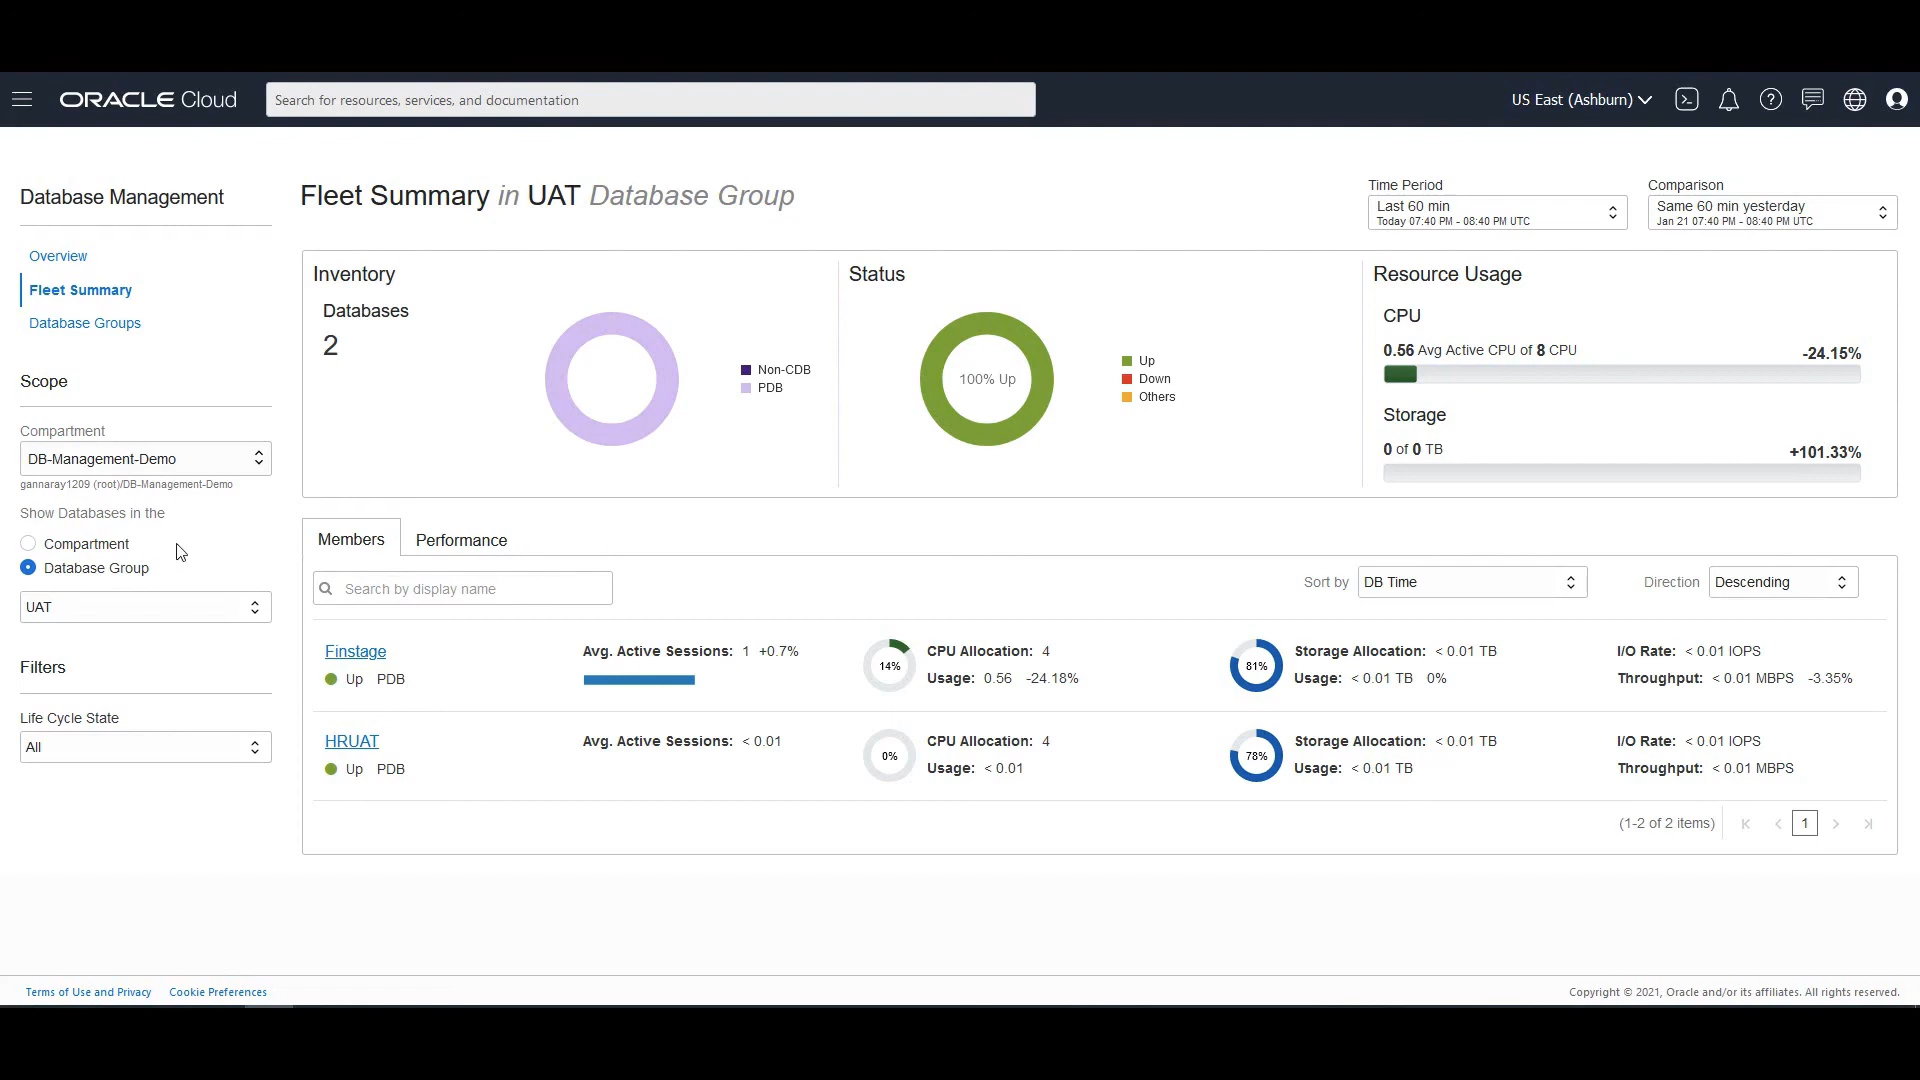 ORACLE Cloud
Search for resources, services, and documentation
US East (Ashburn)
Database Management
Overview
Fleet Summary
Database Groups
Scope
Compartment
DB-Management-Demo
gannaray1209 (root)/DB-Management-Demo
Show Databases in the
Compartment
Database Group
UAT
Filters
Life Cycle State
All
Fleet Summary in UAT Database Group
Time Period
Last 60 min
Today 07:40 PM - 08:40 PM UTC
Comparison
Same 60 min yesterday
Jan 21 07:40 PM - 08:40 PM UTC
Inventory
Databases
2
Non-CDB
PDB
Status
100% Up
Up
Down
Others
Resource Usage
CPU
0.56 Avg Active CPU of 8 CPU
-24.15%
Storage
0 of 0 TB
+101.33%
Members
Performance
Search by display name
Sort by DB Time
Direction Descending
Finstage
Up PDB
Avg. Active Sessions: 1 +0.7%
14%
CPU Allocation: 4
Usage: 0.56 -24.18%
81%
Storage Allocation: < 0.01 TB
Usage: < 0.01 TB 0%
I/O Rate: < 0.01 IOPS
Throughput: < 0.01 MBPS -3.35%
HRUAT
Up PDB
Avg. Active Sessions: < 0.01
0%
CPU Allocation: 4
Usage: < 0.01
78%
Storage Allocation: < 0.01 TB
Usage: < 0.01 TB
I/O Rate: < 0.01 IOPS
Throughput: < 0.01 MBPS
(1-2 of 2 items)
1
Terms of Use and Privacy
Cookie Preferences
Copyright © 2021, Oracle and/or its affiliates. All rights reserved.